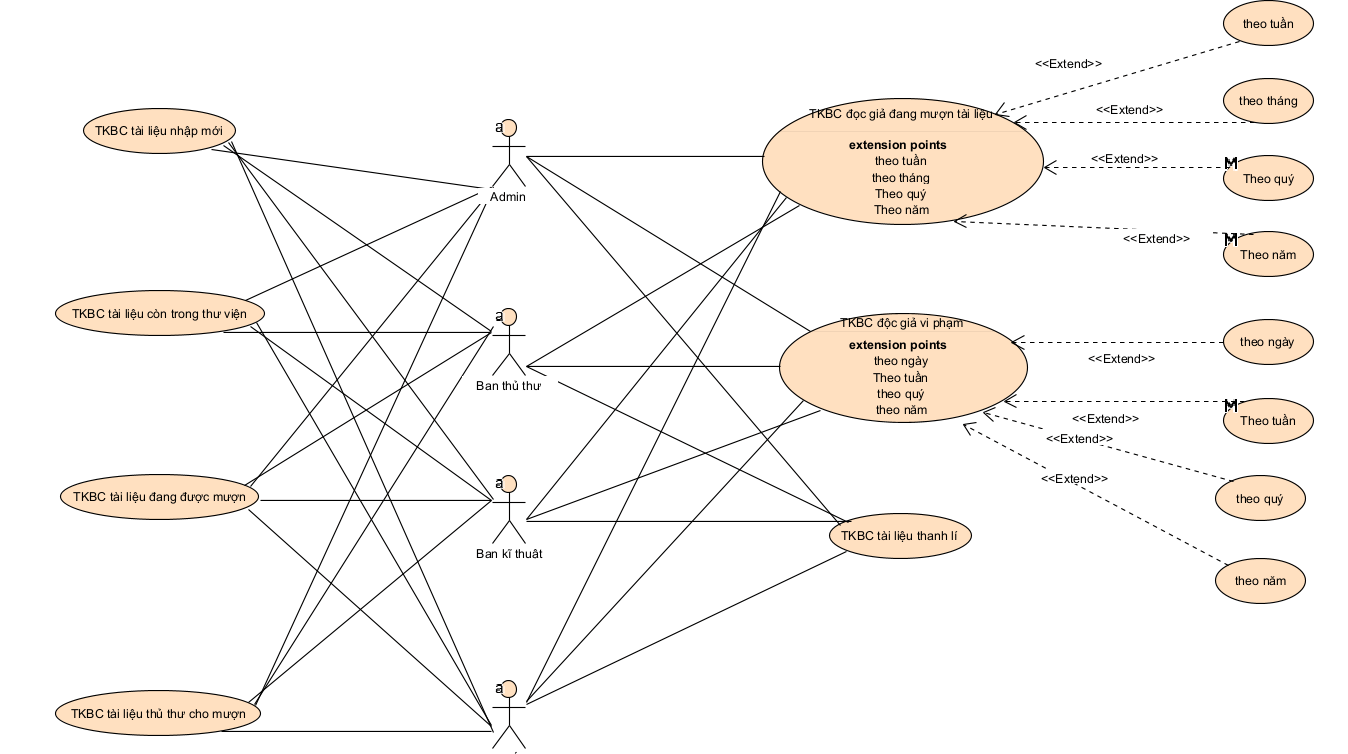 theo tuần
<<Extend>>
theo tháng
<<Extend>>
TKBC đọc giả đang mượn tài liệu
TKBC tài liệu nhập mới
a
extension points
theo tuần
theo tháng
Theo quý
Theo năm
<<Extend>>
M
Theo quý
Admin
<<Extend>>
M
Theo năm
TKBC tài liệu còn trong thư viện
a
TKBC độc giả vi phạm
extension points
theo ngày
Theo tuần
theo quý
theo năm
theo ngày
<<Extend>>
Ban thủ thư
M
Theo tuần
<<Extend>>
<<Extend>>
<<Extend>>
theo quý
TKBC tài liệu đang được mượn
a
Ban kĩ thuât
TKBC tài liệu thanh lí
theo năm
TKBC tài liệu thủ thư cho mượn
a